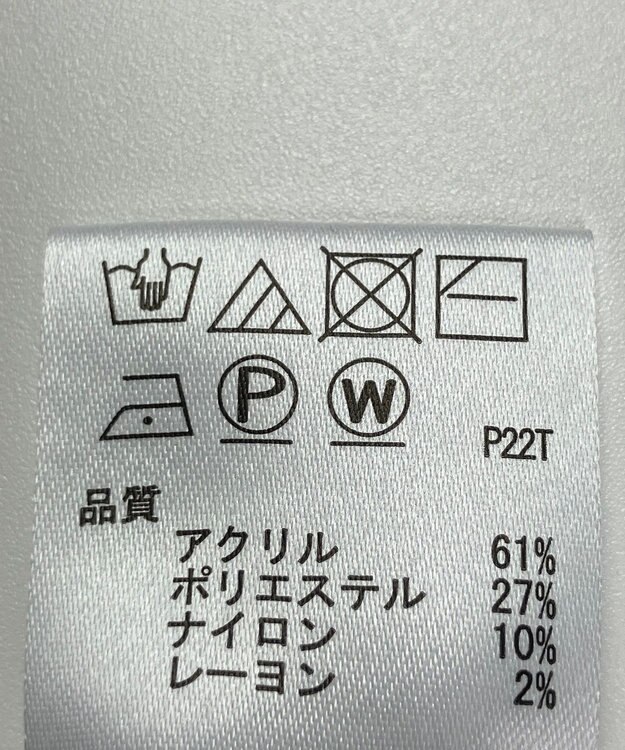 P W
P22T
品質
アクリル 61%
ポリエステル 27%
ナイロン 10%
レーヨン 2%